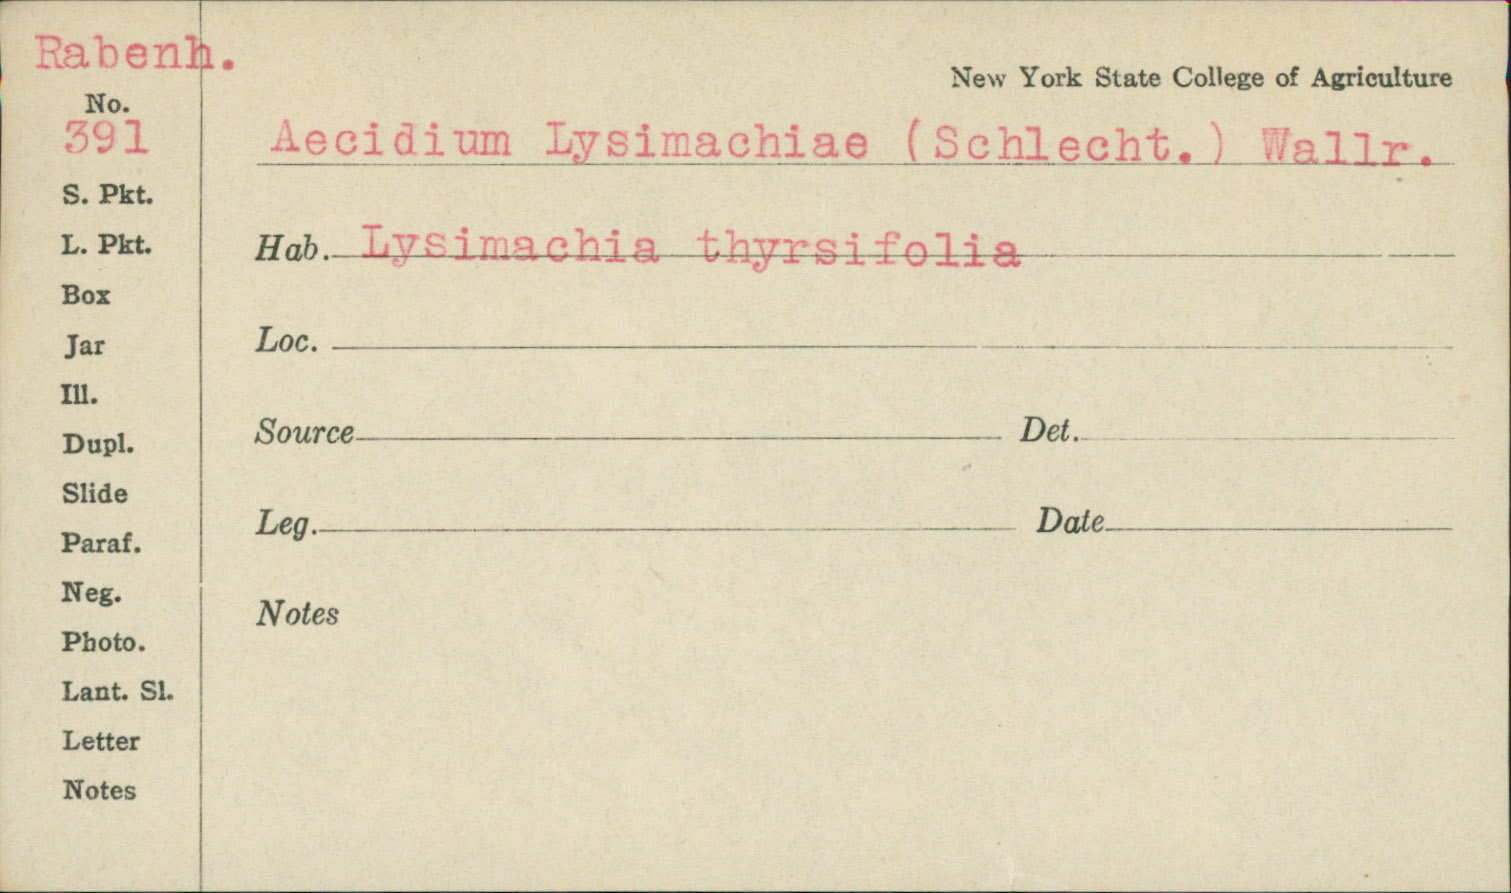 Rabenh.
New York State College of Agriculture
No.
391
Aecidium Lysimachiae (Schlecht.) Wallr.
S. Pkt.
L. Pkt.
Hab. Lysimachia thyrsifolia
Box
Jar
Loc.
Ill.
Dupl.
Source Det.
Slide
Leg. Date
Paraf.
Neg.
Notes
Photo.
Lant. Sl.
Letter
Notes